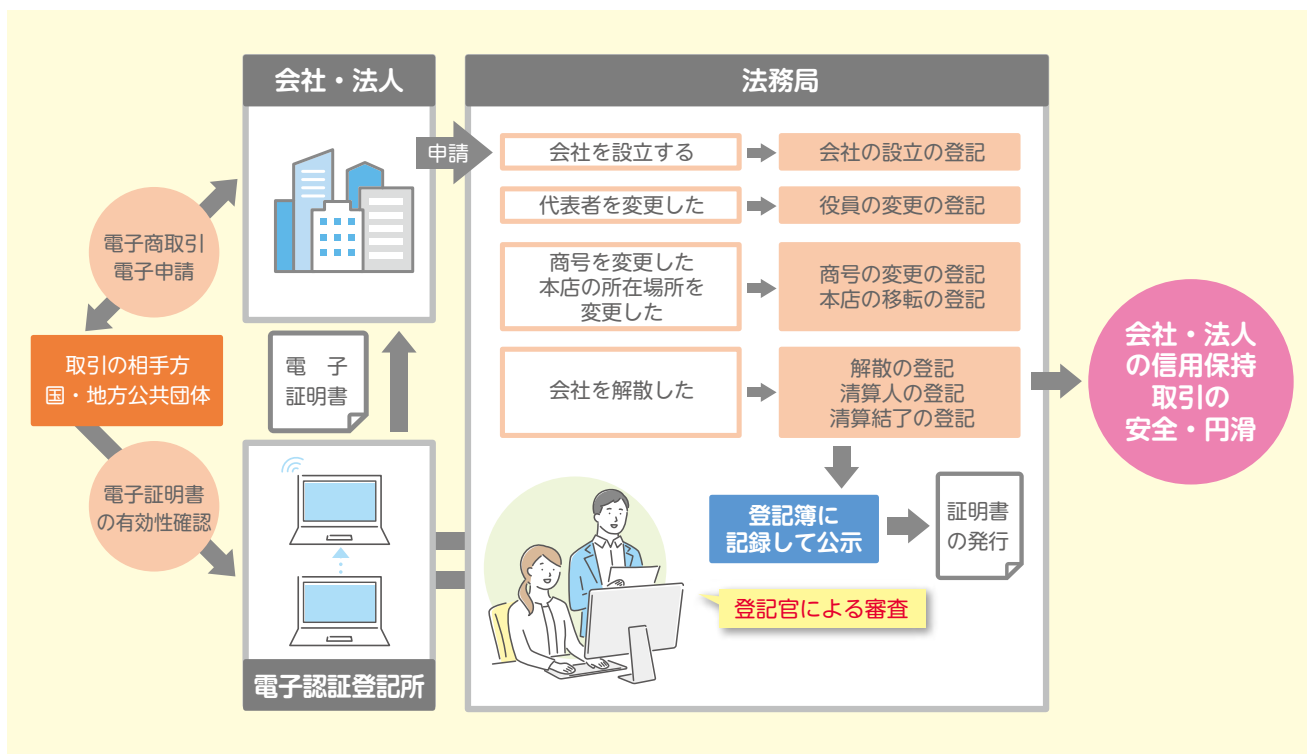 会社・法人
法務局
申請
会社を設立する
会社の設立の登記
代表者を変更した
役員の変更の登記
商号を変更した
本店の所在場所を
変更した
商号の変更の登記
本店の移転の登記
会社を解散した
解散の登記
清算人の登記
清算結了の登記
電子商取引
電子申請
取引の相手方
国・地方公共団体
電子証明書
の有効性確認
電 子
証明書
電子認証登記所
登記簿に
記録して公示
証明書
の発行
登記官による審査
会社・法人
の信用保持
取引の
安全・円滑